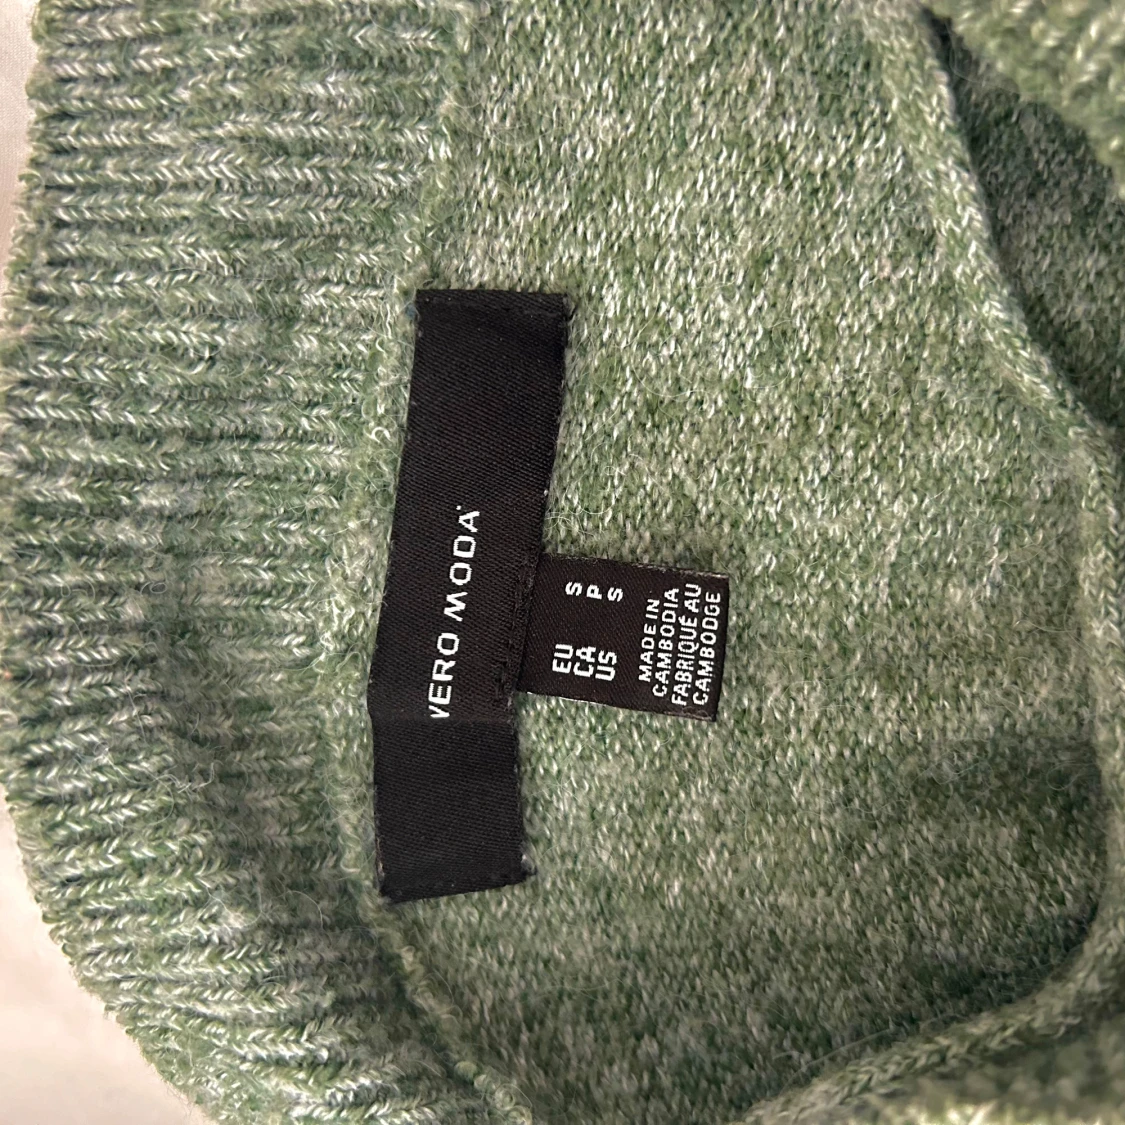 VERO MODA
EU S
CA P
US S
MADE IN
CAMBODIA
FABRIQUÉ AU
CAMBODGE